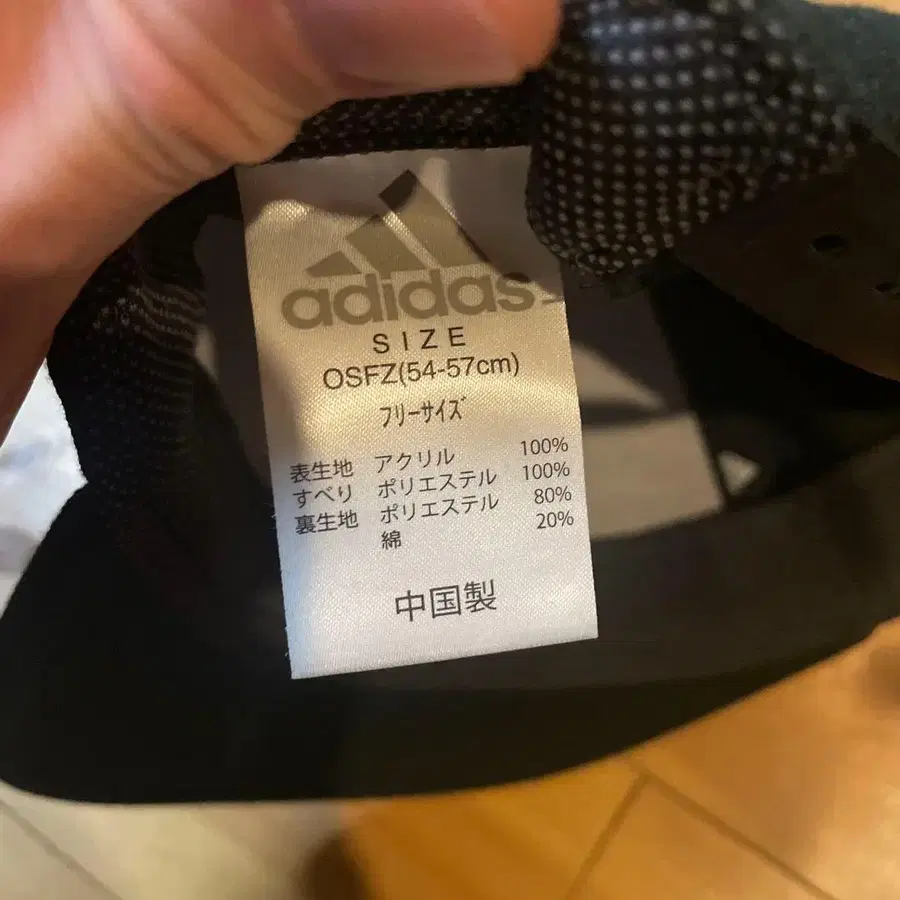 adidas
SIZE
OSFZ(54-57cm)
フリーサイズ
表生地 アクリル 100%
すべり ポリエステル 100%
裏生地 ポリエステル 80%
綿 20%
中国製